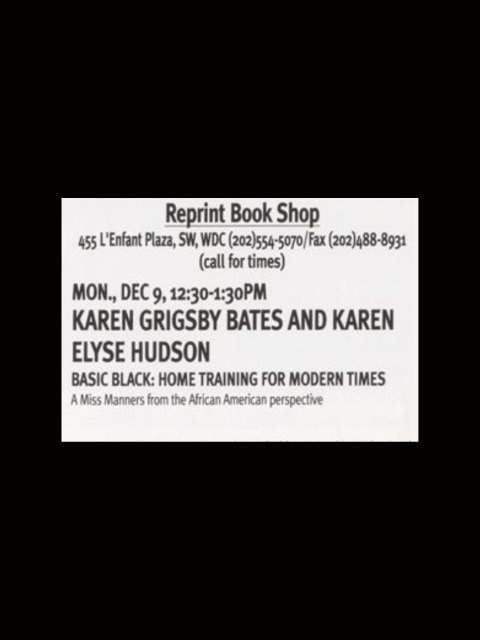 Reprint Book Shop
455 L'Enfant Plaza, SW, WDC (202)554-5070/Fax (202)488-8931
(call for times)
MON., DEC 9, 12:30-1:30PM
KAREN GRIGSBY BATES AND KAREN
ELYSE HUDSON
BASIC BLACK: HOME TRAINING FOR MODERN TIMES
A Miss Manners from the African American perspective